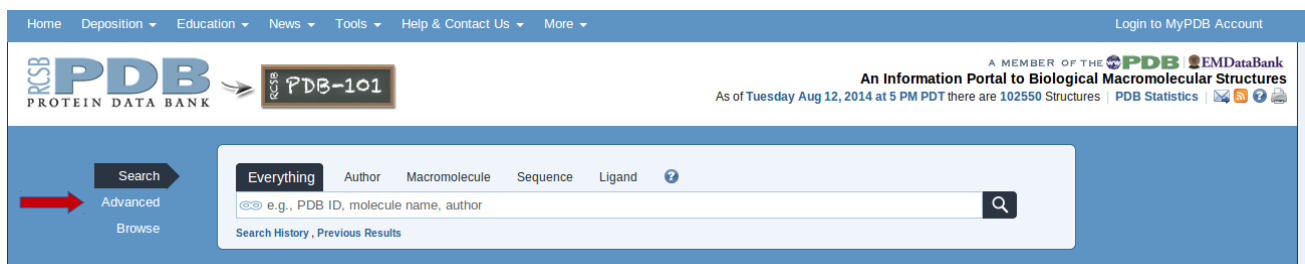 Home Deposition Education News Tools Help & Contact Us More Login to MyPDB Account
RCSB PDB
PROTEIN DATA BANK
RCSB PDB-101
A MEMBER OF THE PDB | EMDataBank
An Information Portal to Biological Macromolecular Structures
As of Tuesday Aug 12, 2014 at 5 PM PDT there are 102550 Structures | PDB Statistics |
Search
Advanced
Browse
Everything Author Macromolecule Sequence Ligand ?
e.g., PDB ID, molecule name, author
Search History , Previous Results